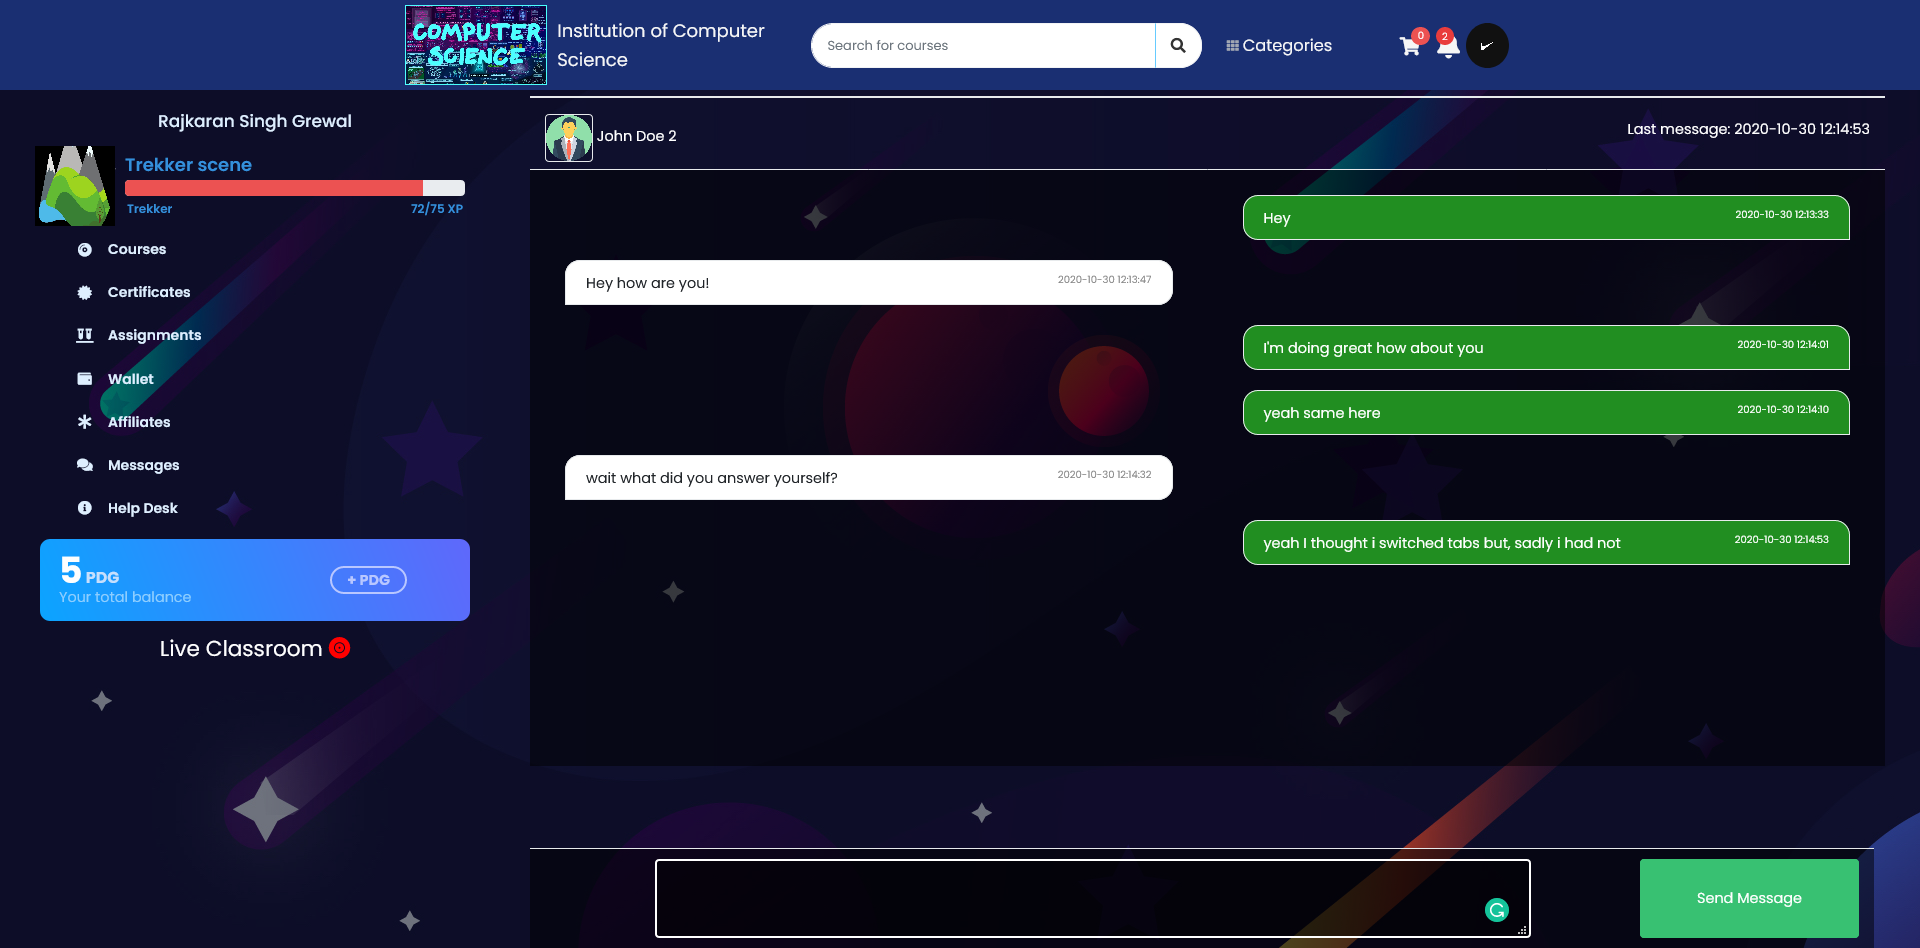 COMPUTER
SCIENCE
Institution of Computer
Science
Search for courses
Categories
0
2
Rajkaran Singh Grewal
Trekker scene
Trekker
72/75 XP
Courses
Certificates
Assignments
Wallet
Affiliates
Messages
Help Desk
5 PDG
Your total balance
+ PDG
Live Classroom
John Doe 2
Last message: 2020-10-30 12:14:53
Hey
2020-10-30 12:13:33
Hey how are you!
2020-10-30 12:13:47
I'm doing great how about you
2020-10-30 12:14:01
yeah same here
2020-10-30 12:14:10
wait what did you answer yourself?
2020-10-30 12:14:32
yeah I thought i switched tabs but, sadly i had not
2020-10-30 12:14:53
Send Message